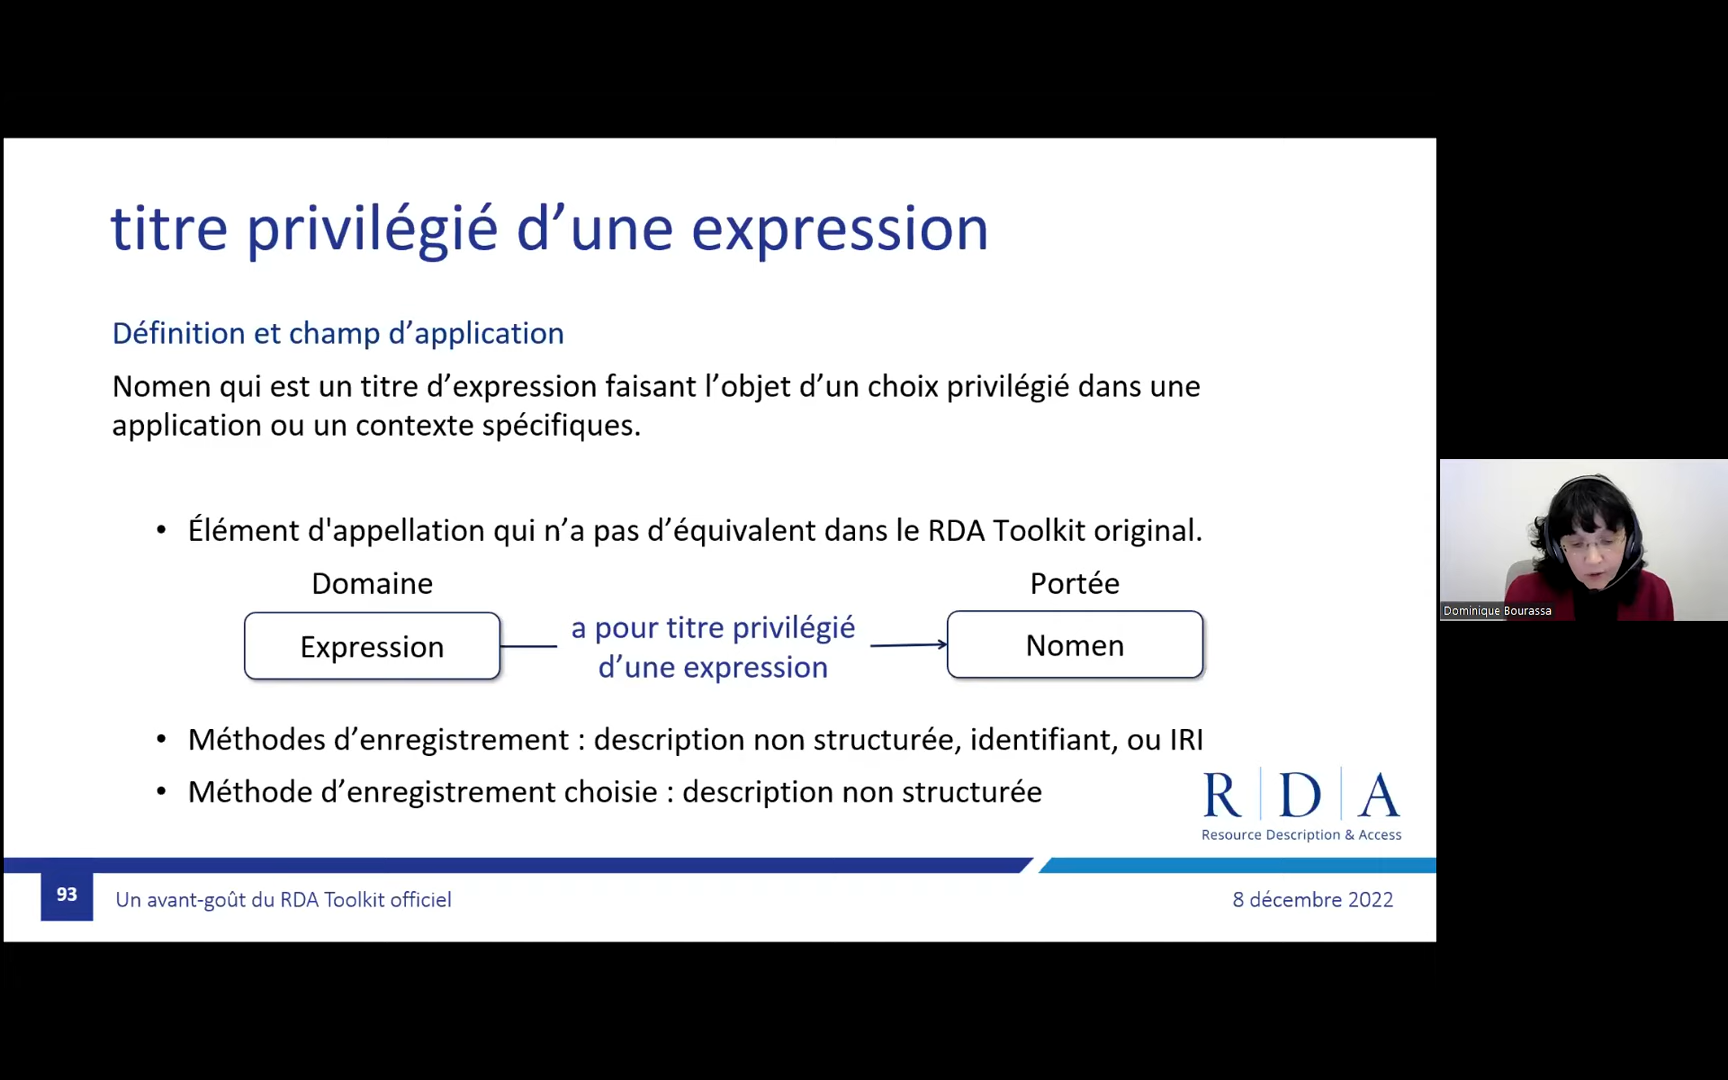 titre privilégié d’une expression
Définition et champ d’application
Nomen qui est un titre d’expression faisant l’objet d’un choix privilégié dans une
application ou un contexte spécifiques.
• Élément d'appellation qui n’a pas d’équivalent dans le RDA Toolkit original.
Domaine
Portée
Expression
a pour titre privilégié
d’une expression
Nomen
• Méthodes d’enregistrement : description non structurée, identifiant, ou IRI
• Méthode d’enregistrement choisie : description non structurée
R|D|A
Resource Description & Access
93
Un avant-goût du RDA Toolkit officiel
8 décembre 2022
Dominique Bourassa